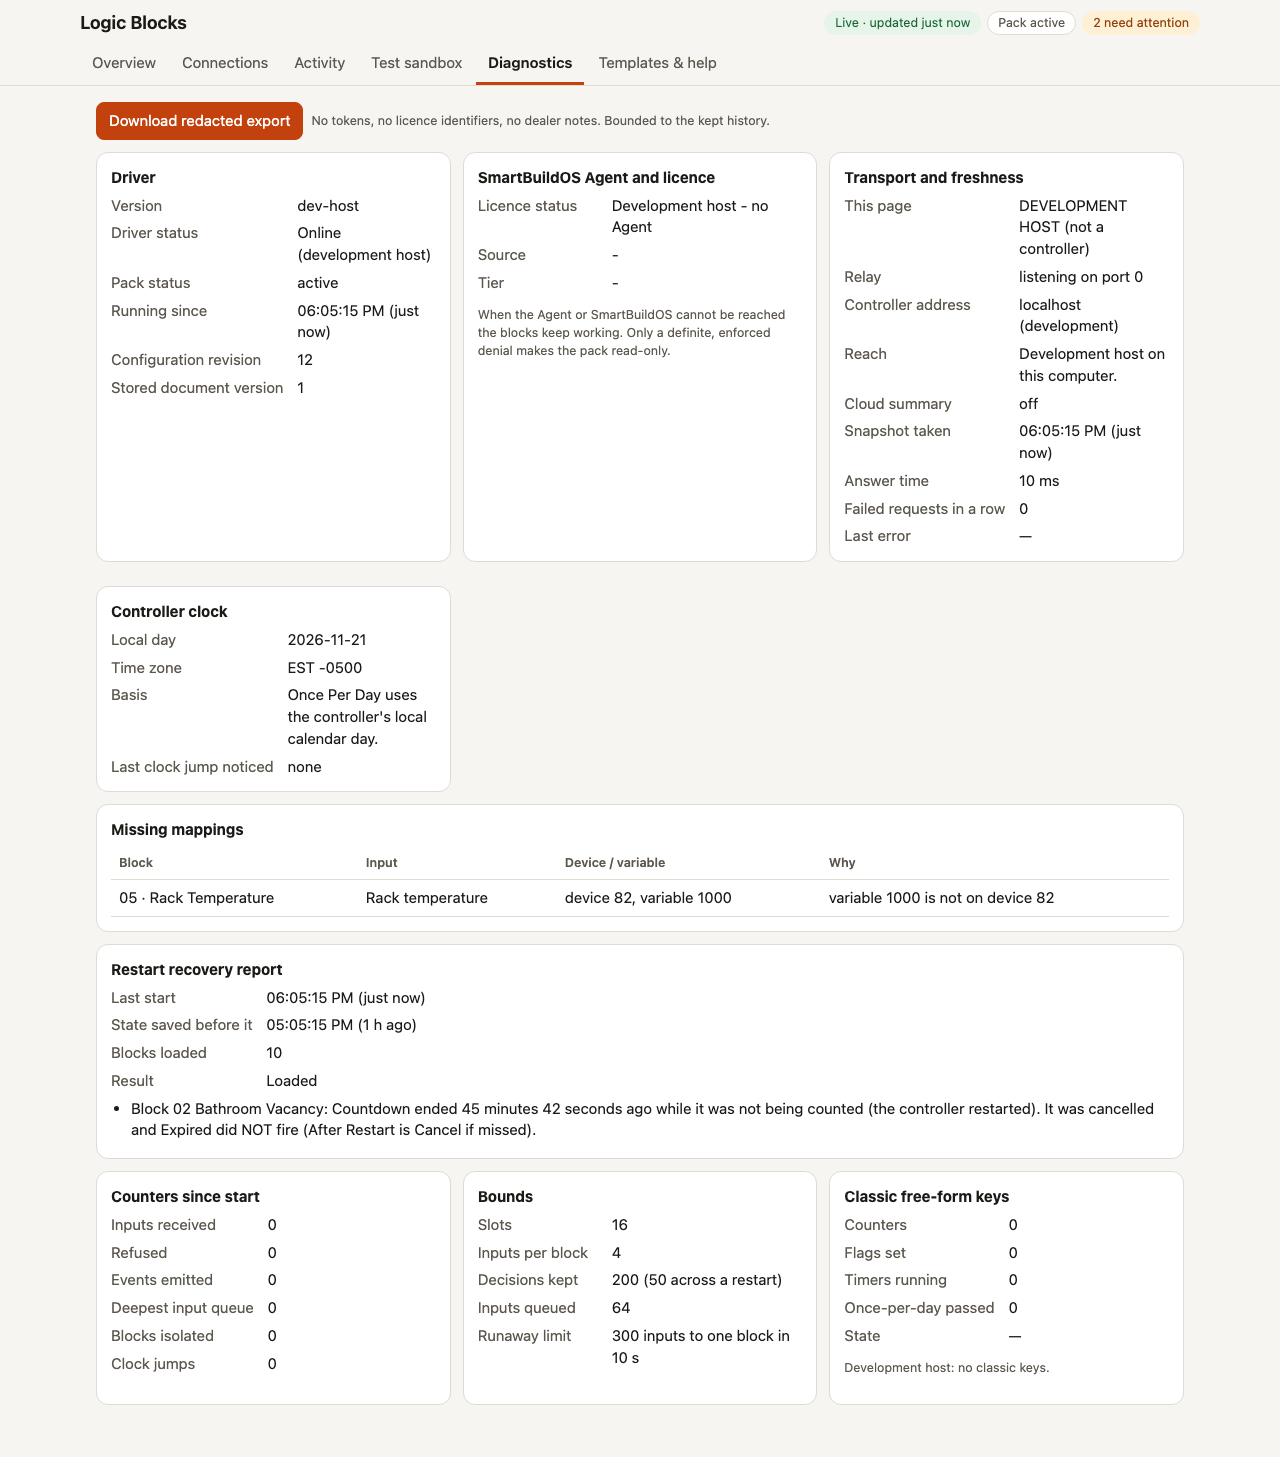 Logic Blocks
Live · updated just now
Pack active
2 need attention
Overview
Connections
Activity
Test sandbox
Diagnostics
Templates & help
Download redacted export
No tokens, no licence identifiers, no dealer notes. Bounded to the kept history.
Driver
Version dev-host
Driver status Online
(development host)
Pack status active
Running since 06:05:15 PM (just
now)
Configuration revision 12
Stored document version 1
SmartBuildOS Agent and licence
Licence status Development host - no
Agent
Source -
Tier -
When the Agent or SmartBuildOS cannot be reached
the blocks keep working. Only a definite, enforced
denial makes the pack read-only.
Transport and freshness
This page DEVELOPMENT
HOST (not a
controller)
Relay listening on port 0
Controller address localhost
(development)
Reach Development host on
this computer.
Cloud summary off
Snapshot taken 06:05:15 PM (just
now)
Answer time 10 ms
Failed requests in a row 0
Last error —
Controller clock
Local day 2026-11-21
Time zone EST -0500
Basis Once Per Day uses
the controller's local
calendar day.
Last clock jump noticed none
Missing mappings
Block Input Device / variable Why
05 · Rack Temperature Rack temperature device 82, variable 1000 variable 1000 is not on device 82
Restart recovery report
Last start 06:05:15 PM (just now)
State saved before it 05:05:15 PM (1 h ago)
Blocks loaded 10
Result Loaded
• Block 02 Bathroom Vacancy: Countdown ended 45 minutes 42 seconds ago while it was not being counted (the controller restarted). It was cancelled
and Expired did NOT fire (After Restart is Cancel if missed).
Counters since start
Inputs received 0
Refused 0
Events emitted 0
Deepest input queue 0
Blocks isolated 0
Clock jumps 0
Bounds
Slots 16
Inputs per block 4
Decisions kept 200 (50 across a restart)
Inputs queued 64
Runaway limit 300 inputs to one block in
10 s
Classic free-form keys
Counters 0
Flags set 0
Timers running 0
Once-per-day passed 0
State —
Development host: no classic keys.